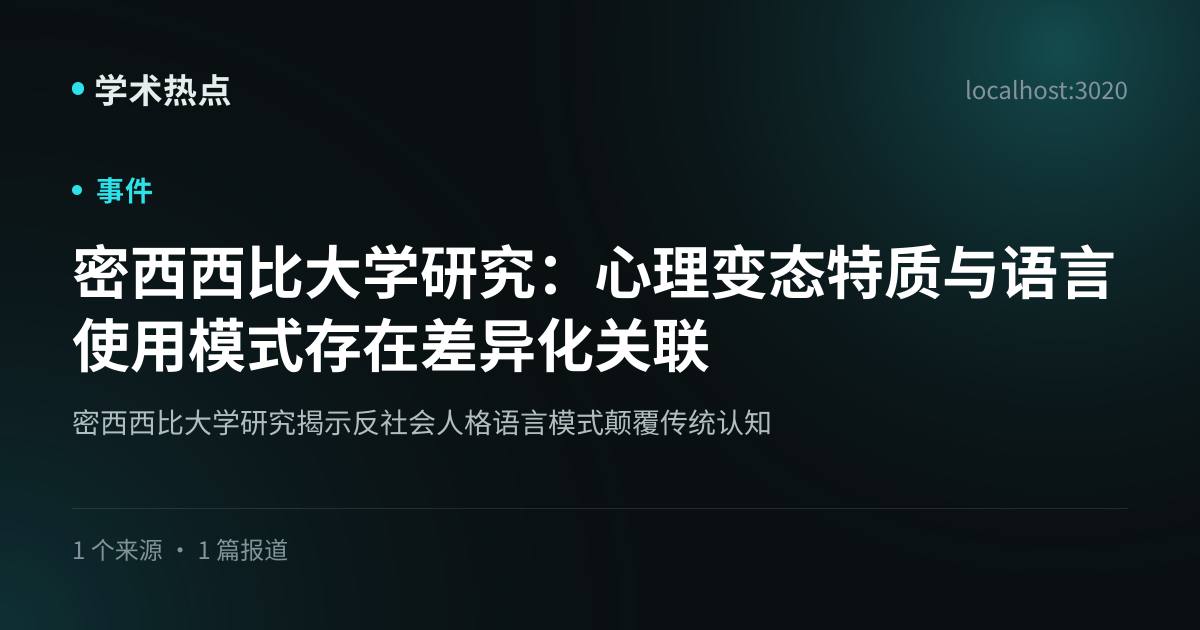 学术热点
localhost:3020
事件
密西西比大学研究：心理变态特质与语言
使用模式存在差异化关联
密西西比大学研究揭示反社会人格语言模式颠覆传统认知
1 个来源 · 1 篇报道